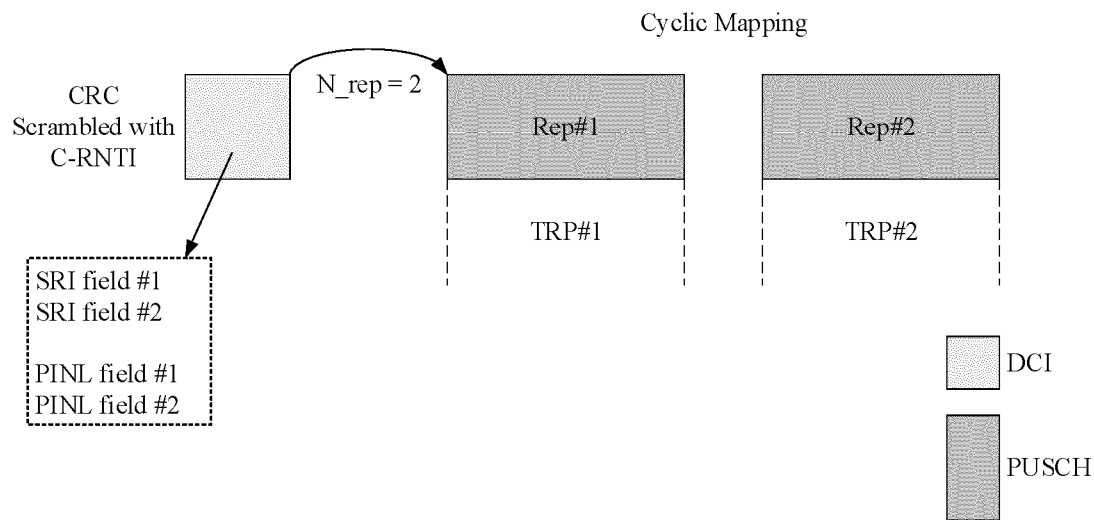 Cyclic Mapping
CRC
Scrambled with
C-RNTI
N_rep = 2
Rep#1
Rep#2
TRP#1
TRP#2
SRI field #1
SRI field #2
PINL field #1
PINL field #2
DCI
PUSCH